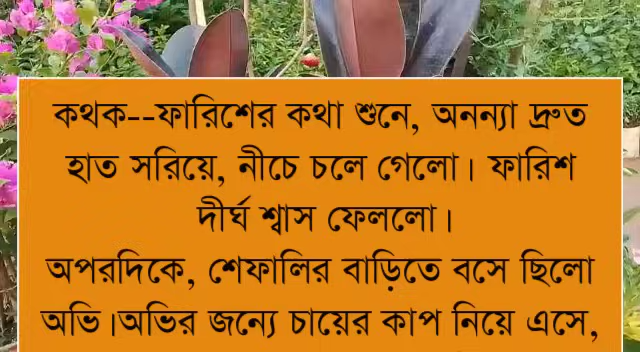 কথক--ফারিশের কথা শুনে, অনন্যা দ্রুত
হাত সরিয়ে, নীচে চলে গেলো। ফারিশ
দীর্ঘ শ্বাস ফেললো।
অপরদিকে, শেফালির বাড়িতে বসে ছিলো
অভি।অভির জন্যে চায়ের কাপ নিয়ে এসে,